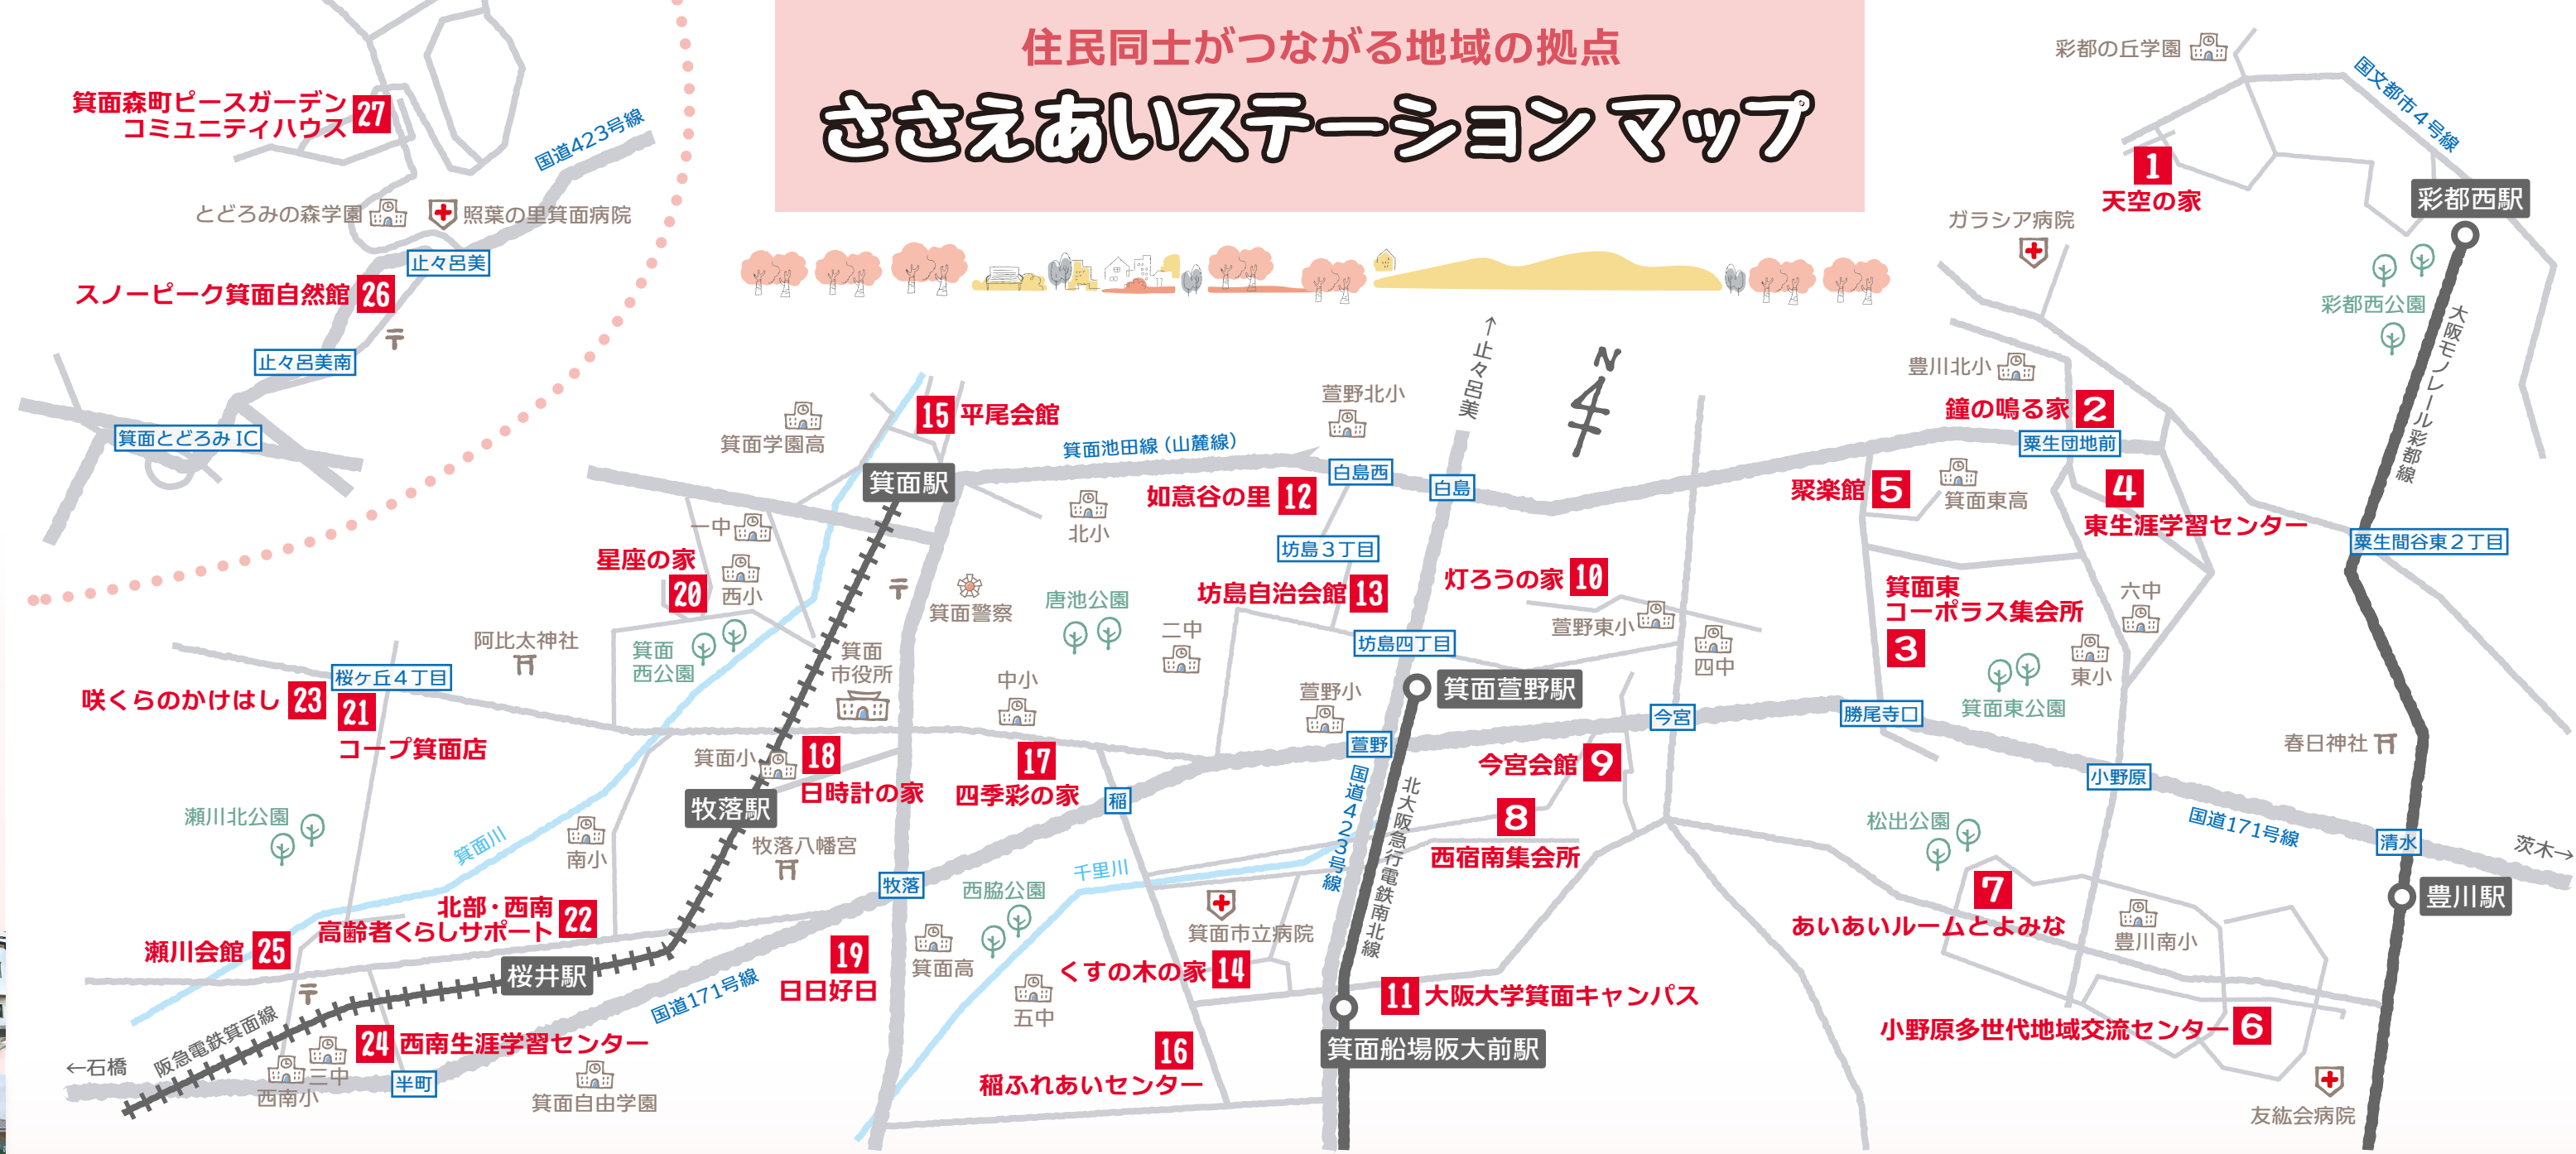 住民同士がつながる地域の拠点
ささえあいステーション マップ
箕面森町ピースガーデン
コミュニティハウス
27
国道423号線
とどろみの森学園
照葉の里箕面病院
止々呂美
スノーピーク箕面自然館
26
止々呂美南
箕面とどろみ IC
彩都の丘学園
国文都市4号線
1
天空の家
彩都西駅
ガラシア病院
彩都西公園
大阪モノレール彩都線
↑止々呂美
N
豊川北小
鐘の鳴る家
2
粟生団地前
箕面学園高
15
平尾会館
箕面駅
箕面池田線（山麓線）
萱野北小
白島西
白島
如意谷の里
12
聚楽館
5
箕面東高
4
東生涯学習センター
粟生間谷東２丁目
一中
北小
坊島３丁目
星座の家
20
西小
箕面警察
唐池公園
坊島自治会館
13
灯ろうの家
10
箕面東
コーポラス集会所
3
六中
東小
箕面東公園
阿比太神社
箕面
西公園
箕面
市役所
二中
坊島四丁目
萱野東小
四中
桜ケ丘４丁目
咲くらのかけはし
23
21
コープ箕面店
中小
萱野小
箕面萱野駅
今宮
勝尾寺口
春日神社
箕面小
18
日時計の家
17
四季彩の家
萱野
今宮会館
9
小野原
国道171号線
清水
茨木→
牧落駅
稲
国道423号線
北大阪急行電鉄南北線
8
西宿南集会所
松出公園
瀬川北公園
箕面川
南小
牧落八幡宮
牧落
西脇公園
千里川
7
あいあいルームとよみな
豊川南小
豊川駅
北部・西南
高齢者くらしサポート
22
瀬川会館
25
桜井駅
19
日日好日
箕面高
箕面市立病院
くすの木の家
14
11
大阪大学箕面キャンパス
国道171号線
五中
小野原多世代地域交流センター
6
阪急電鉄箕面線
←石橋
24
西南生涯学習センター
三中
西南小
半町
箕面自由学園
16
稲ふれあいセンター
箕面船場阪大前駅
友紘会病院